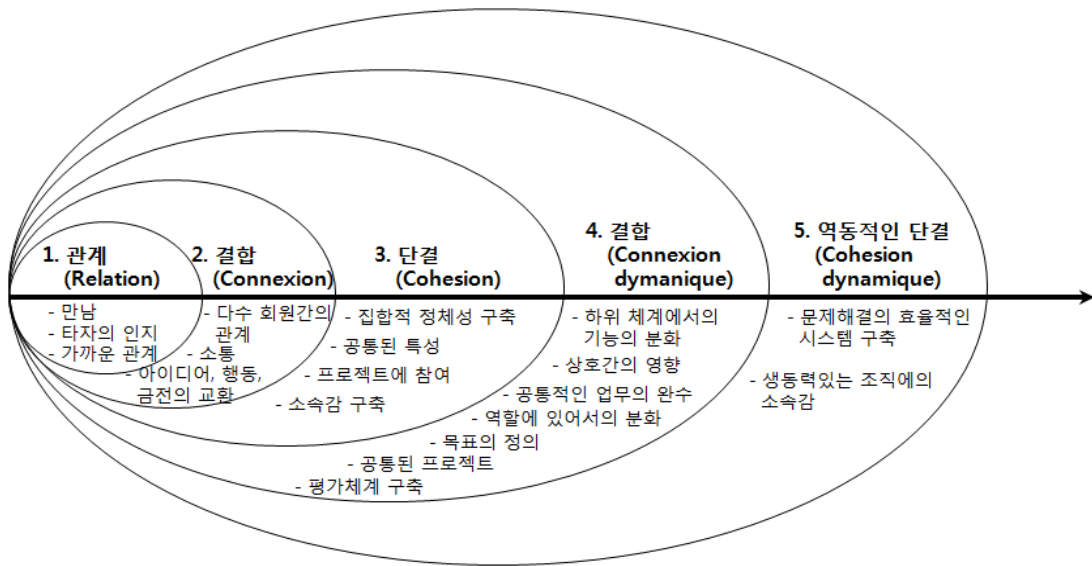 1. 관계
(Relation)
- 만남
- 타자의 인지
- 가까운 관계
2. 결합
(Connexion)
- 다수 회원간의
관계
- 소통
- 아이디어, 행동,
금전의 교환
3. 단결
(Cohesion)
- 집합적 정체성 구축
- 공통된 특성
- 프로젝트에 참여
- 소속감 구축
4. 결합
(Connexion
dymanique)
- 하위 체계에서의
기능의 분화
- 상호간의 영향
- 공통적인 업무의 완수
- 역할에 있어서의 분화
- 목표의 정의
- 공통된 프로젝트
- 평가체계 구축
5. 역동적인 단결
(Cohesion
dynamique)
- 문제해결의 효율적인
시스템 구축
- 생동력있는 조직에의
소속감